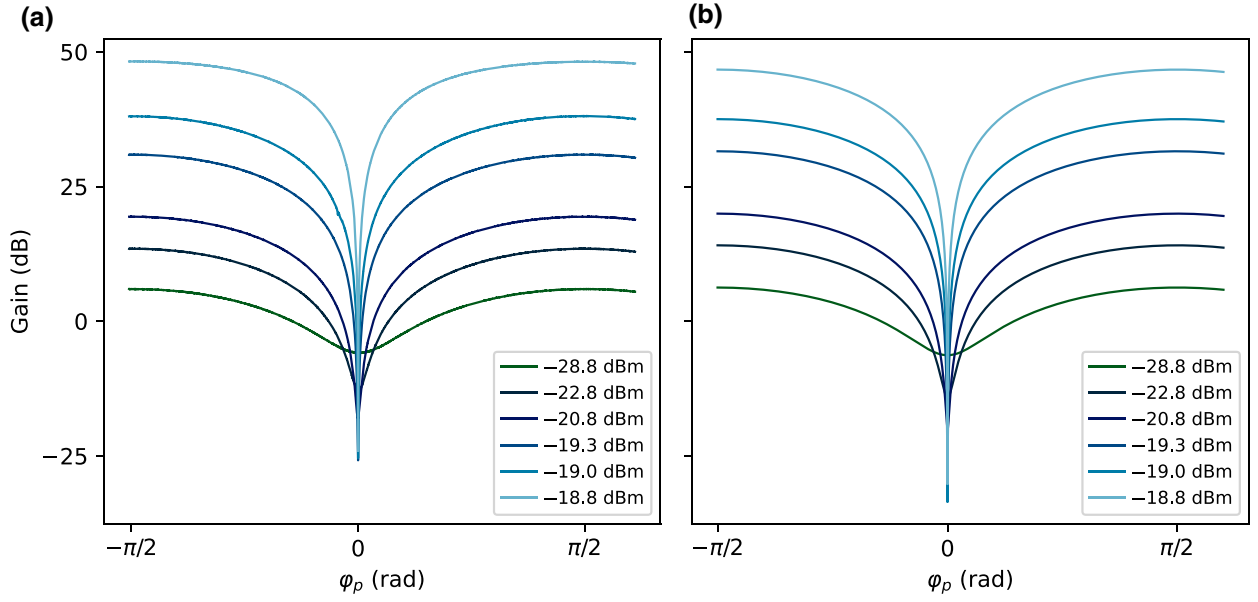 (a)
(b)
50
25
0
−25
Gain (dB)
−28.8 dBm
−22.8 dBm
−20.8 dBm
−19.3 dBm
−19.0 dBm
−18.8 dBm
−π/2
0
π/2
φp (rad)
−28.8 dBm
−22.8 dBm
−20.8 dBm
−19.3 dBm
−19.0 dBm
−18.8 dBm
−π/2
0
π/2
φp (rad)